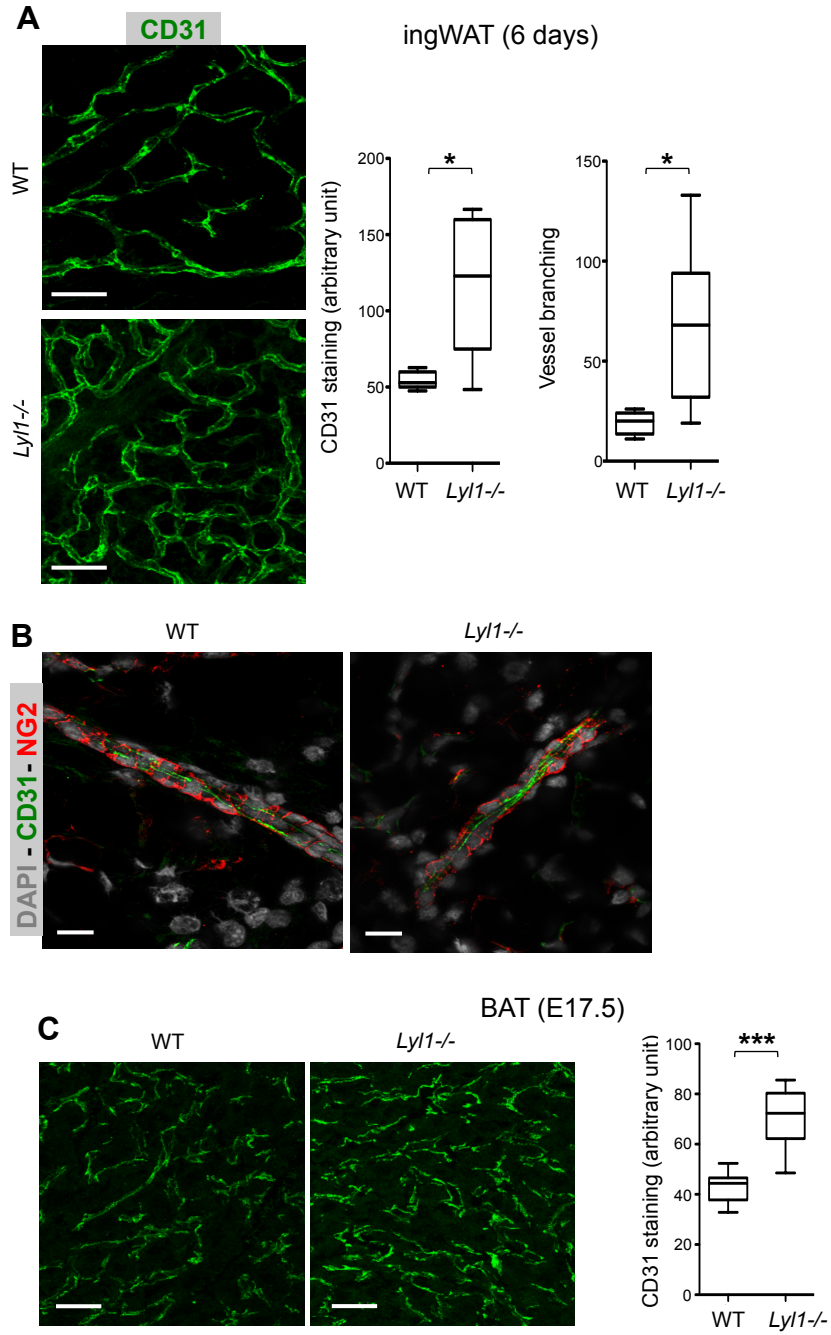 A
CD31
ingWAT (6 days)
WT
Lyl1-/-
CD31 staining (arbitrary unit)
200
150
100
50
0
*
WT Lyl1-/-
Vessel branching
150
100
50
0
*
WT Lyl1-/-
B
WT Lyl1-/-
DAPI - CD31 - NG2
BAT (E17.5)
C
WT Lyl1-/-
CD31 staining (arbitrary unit)
100
80
60
40
20
0
***
WT Lyl1-/-